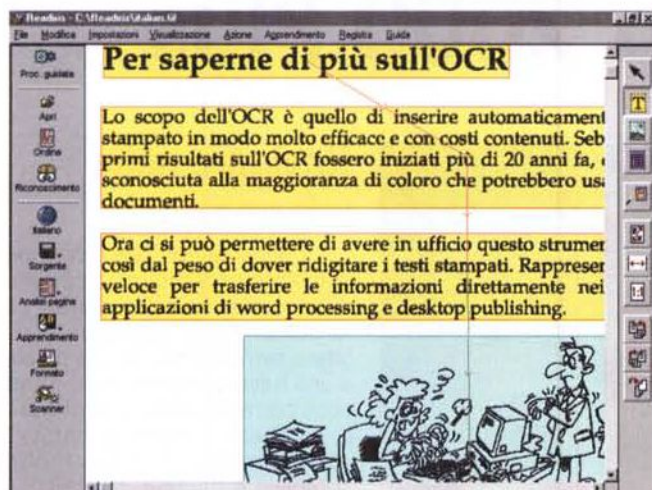 Readiris - C:\Readiris\italian.tif
File Modifica Impostazioni Visualizzazione Azione Apprendimento Registra Guida
Proc. guidate
Apri
Ordina
Riconoscimento
Italiano
Sorgente
Analisi pagina
Apprendimento
Formato
Scanner
Per saperne di più sull'OCR
Lo scopo dell'OCR è quello di inserire automaticament
stampato in modo molto efficace e con costi contenuti. Seb
primi risultati sull'OCR fossero iniziati più di 20 anni fa,
sconosciuta alla maggioranza di coloro che potrebbero usa
documenti.
Ora ci si può permettere di avere in ufficio questo strumen
così dal peso di dover ridigitare i testi stampati. Rappresen
veloce per trasferire le informazioni direttamente nei
applicazioni di word processing e desktop publishing.
T
1:1